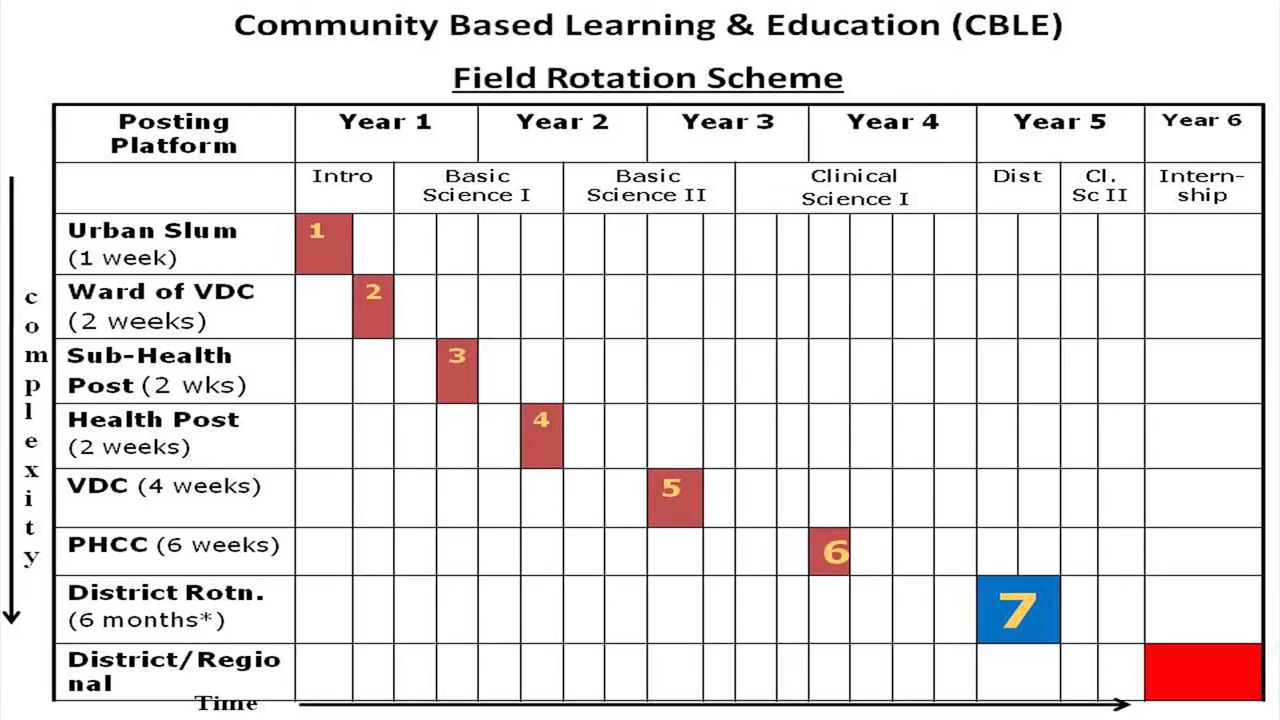 Community Based Learning & Education (CBLE)
Field Rotation Scheme
Posting Platform Year 1 Year 2 Year 3 Year 4 Year 5 Year 6
Intro Basic Science I Basic Science II Clinical Science I Dist Cl. Sc II Intern-ship
Urban Slum
(1 week)
1
Ward of VDC
(2 weeks)
2
Sub-Health
Post (2 wks)
3
Health Post
(2 weeks)
4
VDC (4 weeks)
5
PHCC (6 weeks)
6
District Rotn.
(6 months*)
7
District/Regio
nal
complexity
Time